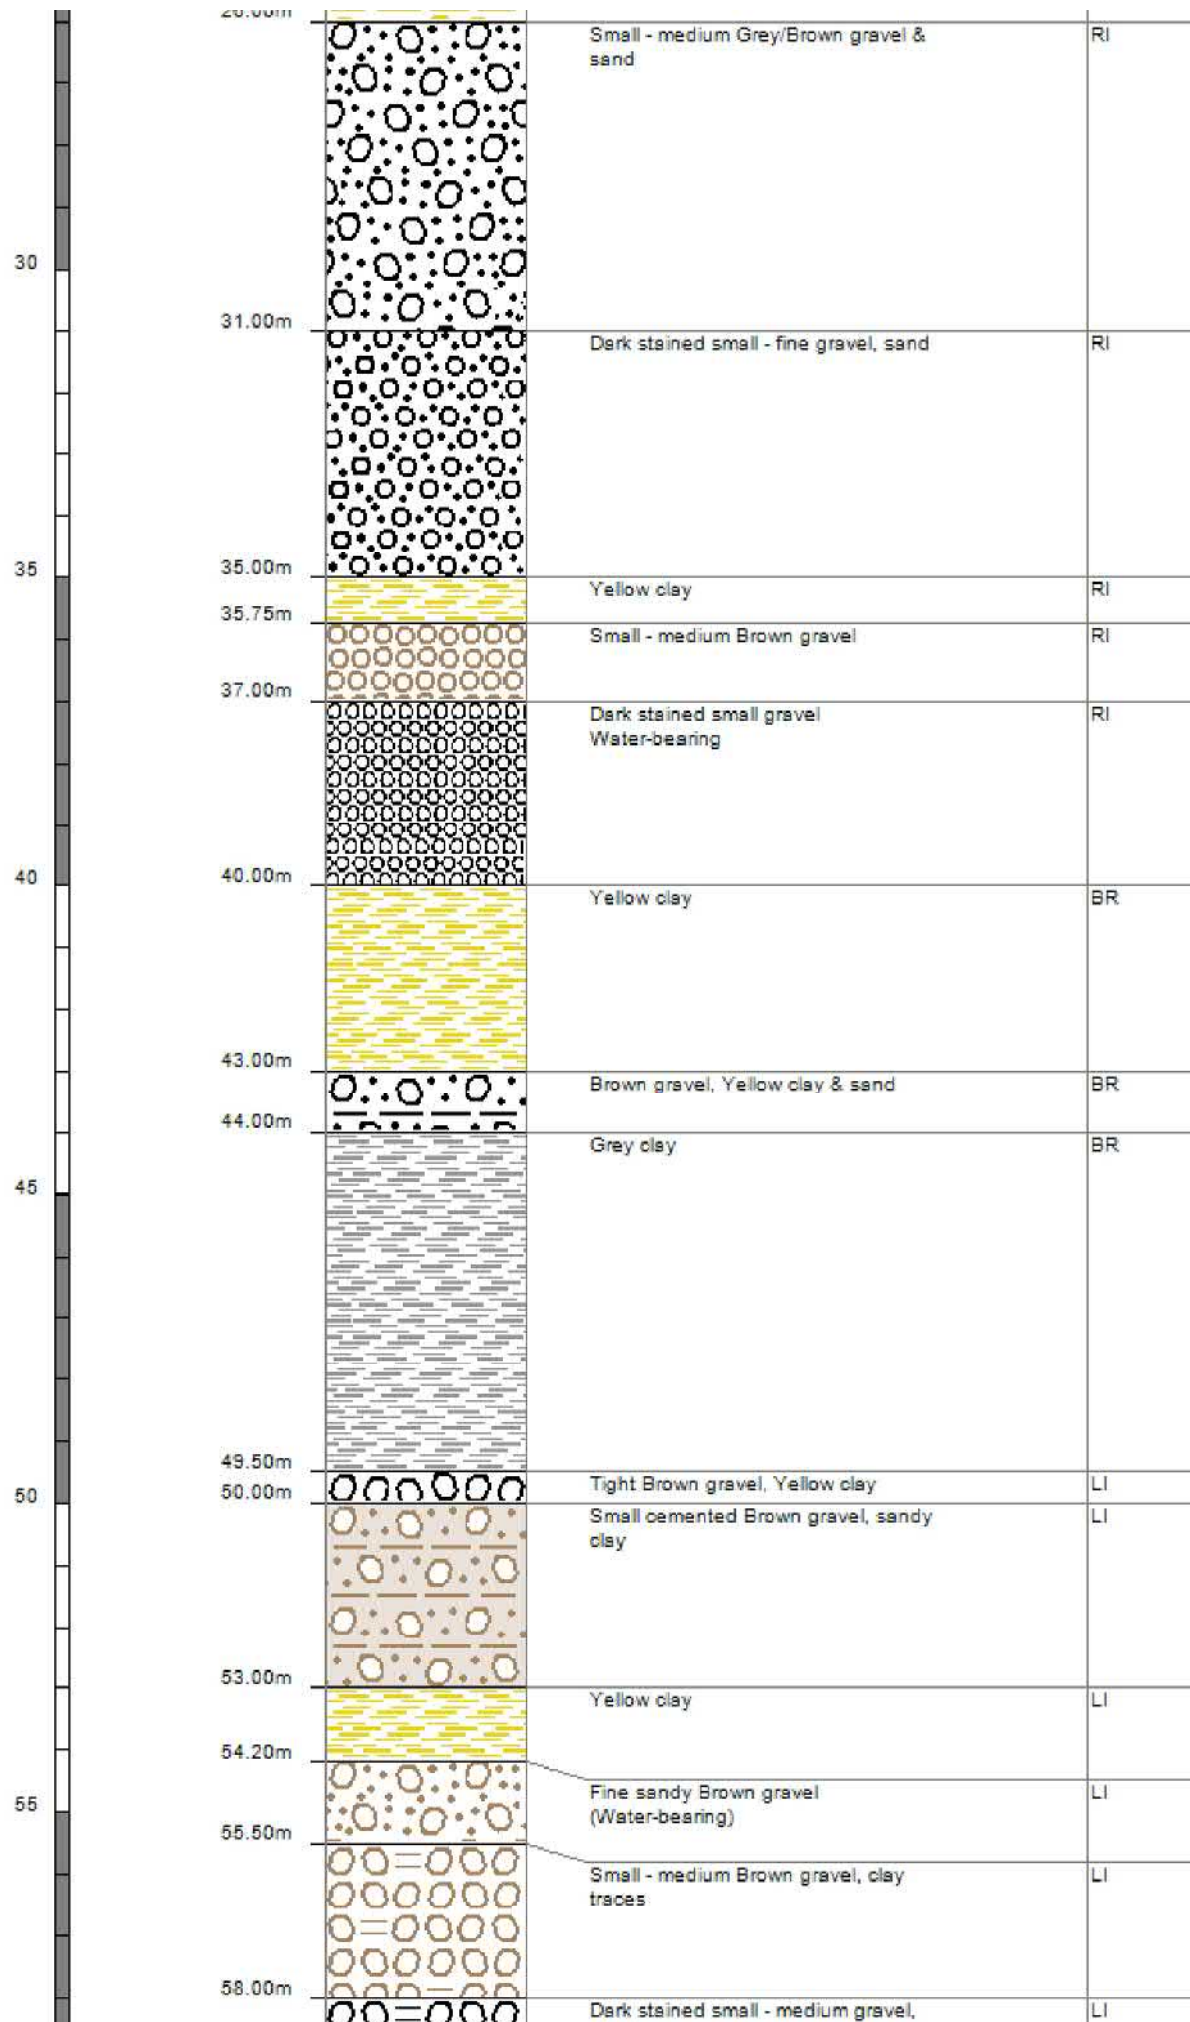 Small - medium Grey/Brown gravel & RI
sand
30
31.00m
Dark stained small - fine gravel, sand RI
35 35.00m
Yellow clay RI
35.75m
Small - medium Brown gravel RI
37.00m
Dark stained small gravel RI
Water-bearing
40 40.00m
Yellow clay BR
43.00m
Brown gravel, Yellow clay & sand BR
44.00m
Grey clay BR
45
49.50m
Tight Brown gravel, Yellow clay LI
50 50.00m
Small cemented Brown gravel, sandy LI
clay
53.00m
Yellow clay LI
54.20m
Fine sandy Brown gravel LI
55 (Water-bearing)
55.50m
Small - medium Brown gravel, clay LI
traces
58.00m
Dark stained small - medium gravel, LI